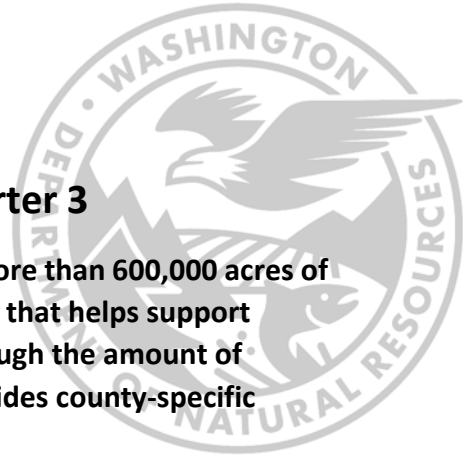 WASHINGTON
DEPARTMENT OF NATURAL RESOURCES
rter 3
ore than 600,000 acres of
that helps support
ugh the amount of
ides county-specific